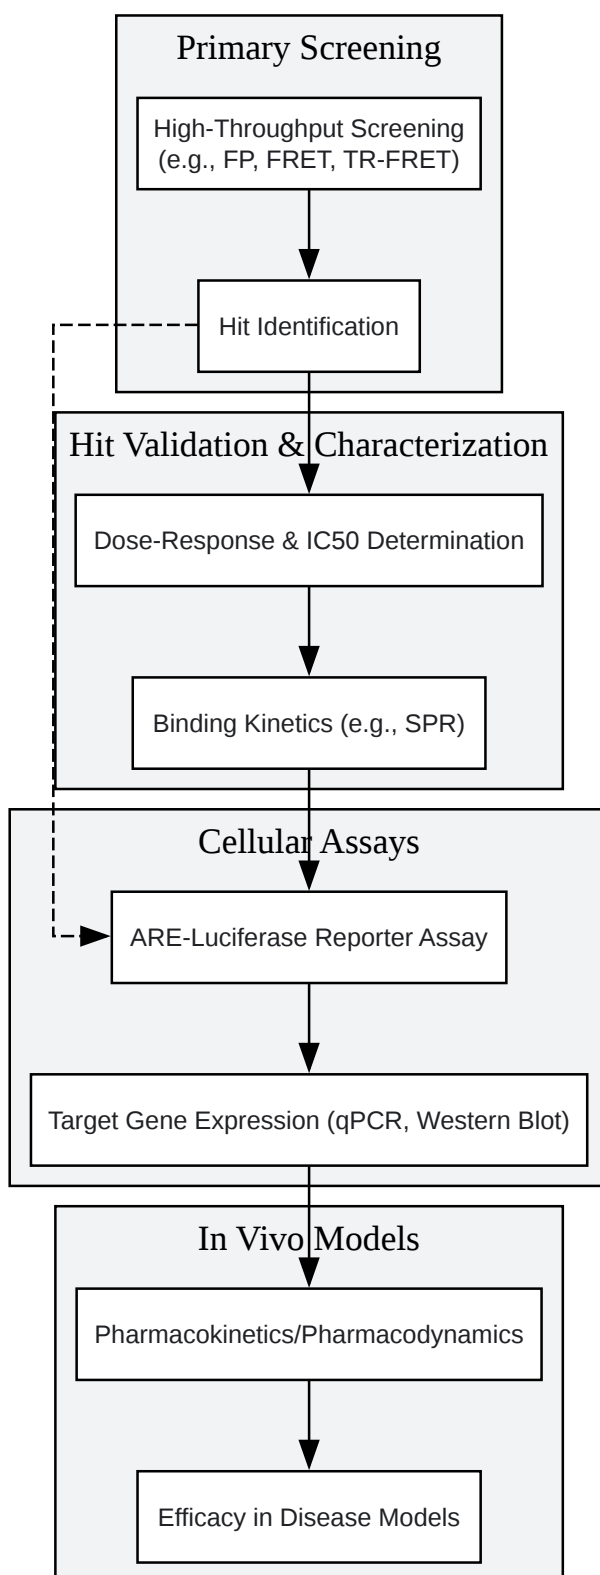 Primary Screening
High-Throughput Screening
(e.g., FP, FRET, TR-FRET)
Hit Identification
Hit Validation & Characterization
Dose-Response & IC50 Determination
Binding Kinetics (e.g., SPR)
Cellular Assays
ARE-Luciferase Reporter Assay
Target Gene Expression (qPCR, Western Blot)
In Vivo Models
Pharmacokinetics/Pharmacodynamics
Efficacy in Disease Models